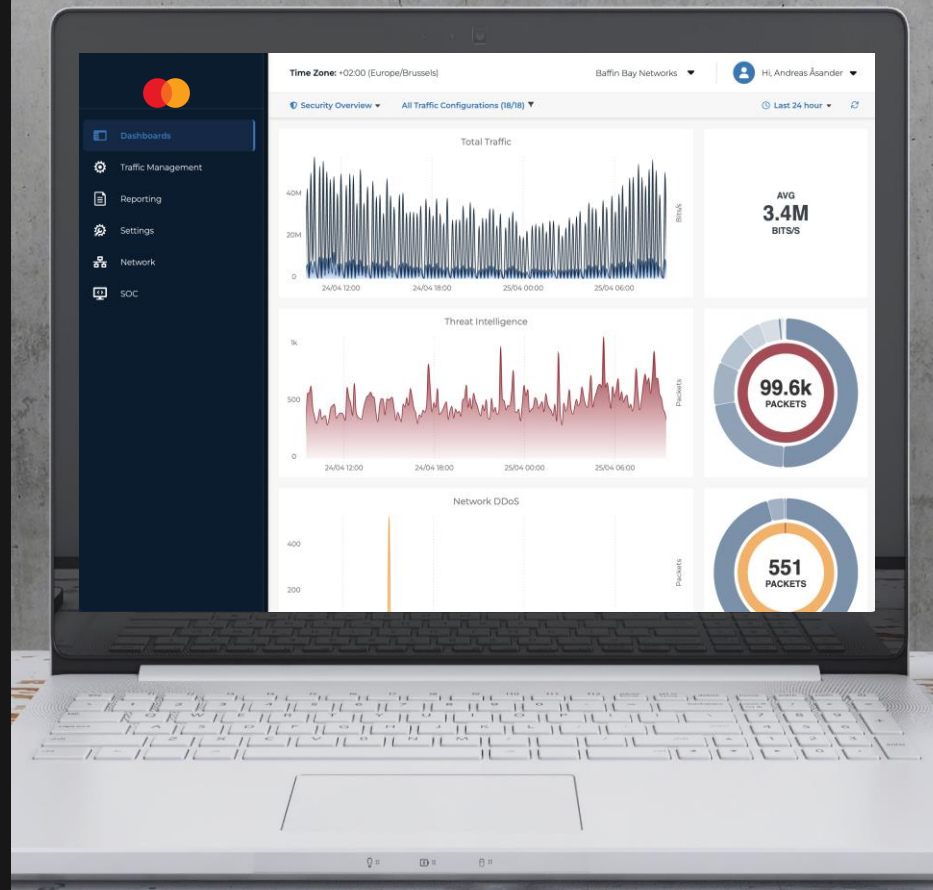 Time Zone: +02:00 (Europe/Brussels)
Baffin Bay Networks
Hi, Andreas Åsander
Security Overview
All Traffic Configurations (18/18)
Last 24 hour
Dashboards
Traffic Management
Reporting
Settings
Network
SOC
Total Traffic
40M
20M
0
Bits/s
24/04 12:00
24/04 18:00
25/04 00:00
25/04 06:00
AVG
3.4M
BITS/S
Threat Intelligence
1k
500
0
Packets
24/04 12:00
24/04 18:00
25/04 00:00
25/04 06:00
99.6k
PACKETS
Network DDoS
400
200
Packets
551
PACKETS